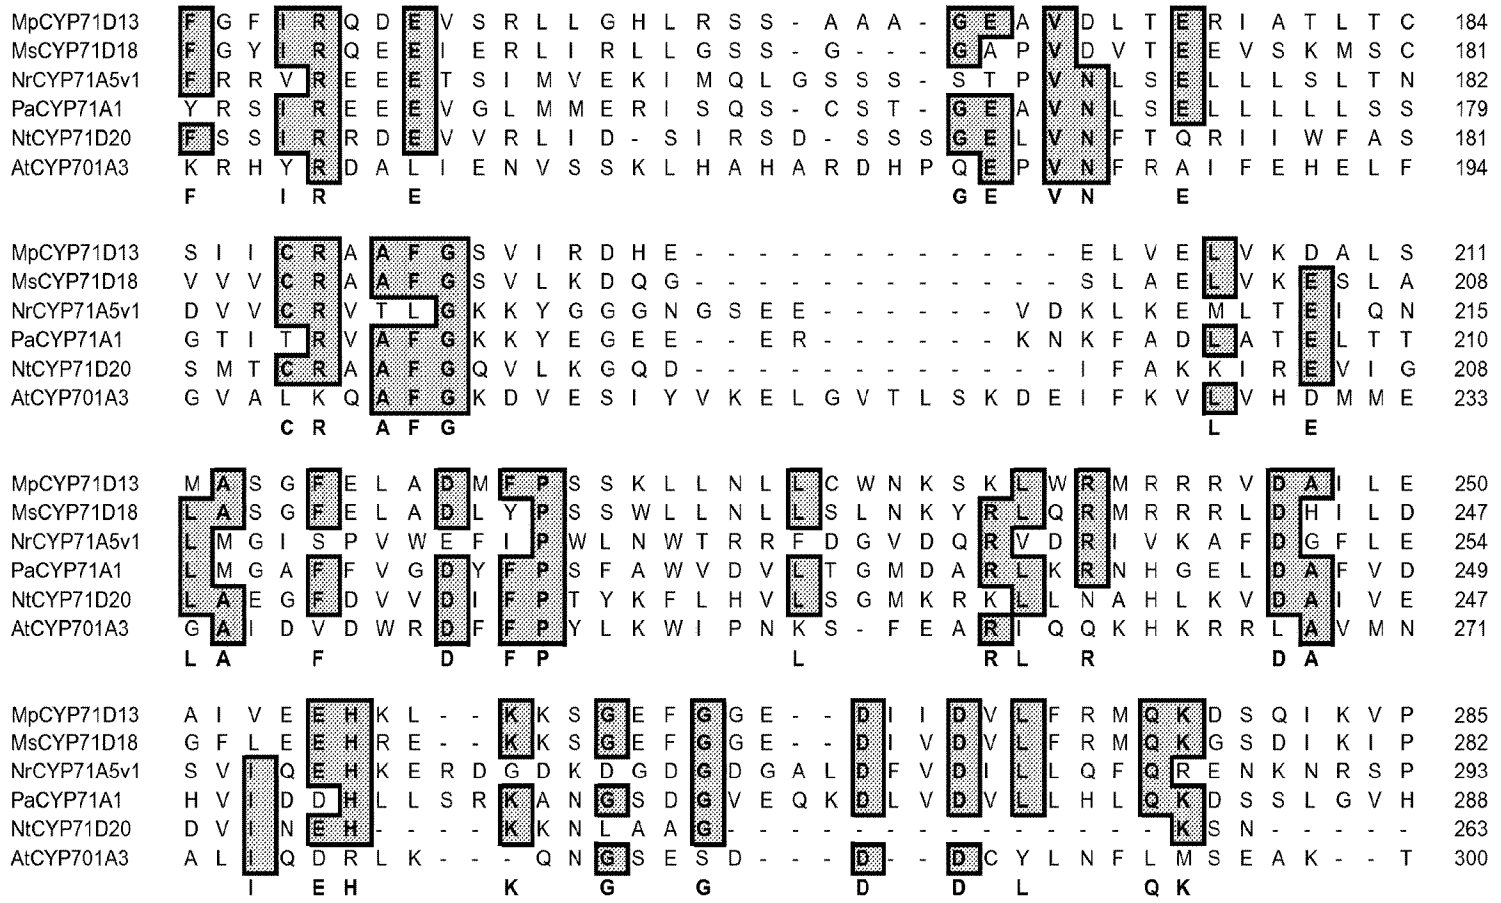 MpCYP71D13 F G F I R Q D E V S R L L G H L R S S - A A A - G E A V D L T E R I A T L T C 184
MsCYP71D18 F G Y I R Q E E I E R L I R L L G S S - G - - - G A P V D V T E E V S K M S C 181
NrCYP71A5v1 F R R V R E E E T S I M V E K I M Q L G S S S - S T P V N L S E L L L S L T N 182
PaCYP71A1 Y R S I R E E E V G L M M E R I S Q S - C S T - G E A V N L S E L L L L L S S 179
NtCYP71D20 F S S I R R D E V V R L I D - S I R S D - S S S G E L V N F T Q R I I W F A S 181
AtCYP701A3 K R H Y R D A L I E N V S S K L H A H A R D H P Q E P V N F R A I F E H E L F 194
F I R E G E V N E
MpCYP71D13 S I I C R A A F G S V I R D H E - - - - - - - - - - - - E L V E L V K D A L S 211
MsCYP71D18 V V V C R A A F G S V L K D Q G - - - - - - - - - - - - S L A E L V K E S L A 208
NrCYP71A5v1 D V V C R V T L G K K Y G G G N G S E E - - - - - - V D K L K E M L T E I Q N 215
PaCYP71A1 G T I T R V A F G K K Y E G E E - - E R - - - - - - K N K F A D L A T E L T T 210
NtCYP71D20 S M T C R A A F G Q V L K G Q D - - - - - - - - - - - - I F A K K I R E V I G 208
AtCYP701A3 G V A L K Q A F G K D V E S I Y V K E L G V T L S K D E I F K V L V H D M M E 233
C R A F G L E
MpCYP71D13 M A S G F E L A D M F P S S K L L N L L C W N K S K L W R M R R R V D A I L E 250
MsCYP71D18 L A S G F E L A D L Y P S S W L L N L L S L N K Y R L Q R M R R R L D H I L D 247
NrCYP71A5v1 L M G I S P V W E F I P W L N W T R R F D G V D Q R V D R I V K A F D G F L E 254
PaCYP71A1 L M G A F F V G D Y F P S F A W V D V L T G M D A R L K R N H G E L D A F V D 249
NtCYP71D20 L A E G F D V V D I F P T Y K F L H V L S G M K R K L L N A H L K V D A I V E 247
AtCYP701A3 G A I D V D W R D F F P Y L K W I P N K S - F E A R I Q Q K H K R R L A V M N 271
L A F D F P L R L R D A
MpCYP71D13 A I V E E H K L - - K K S G E F G G E - - D I I D V L F R M Q K D S Q I K V P 285
MsCYP71D18 G F L E E H R E - - K K S G E F G G E - - D I V D V L F R M Q K G S D I K I P 282
NrCYP71A5v1 S V I Q E H K E R D G D K D G D G D G A L D F V D I L L Q F Q R E N K N R S P 293
PaCYP71A1 H V I D D H L L S R K A N G S D G V E Q K D L V D V L L H L Q K D S S L G V H 288
NtCYP71D20 D V I N E H - - - - K K N L A A G - - - - - - - - - - - - - - K S N - - - - - 263
AtCYP701A3 A L I Q D R L K - - - Q N G S E S D - - - D - - D C Y L N F L M S E A K - - T 300
I E H K G G D D L Q K